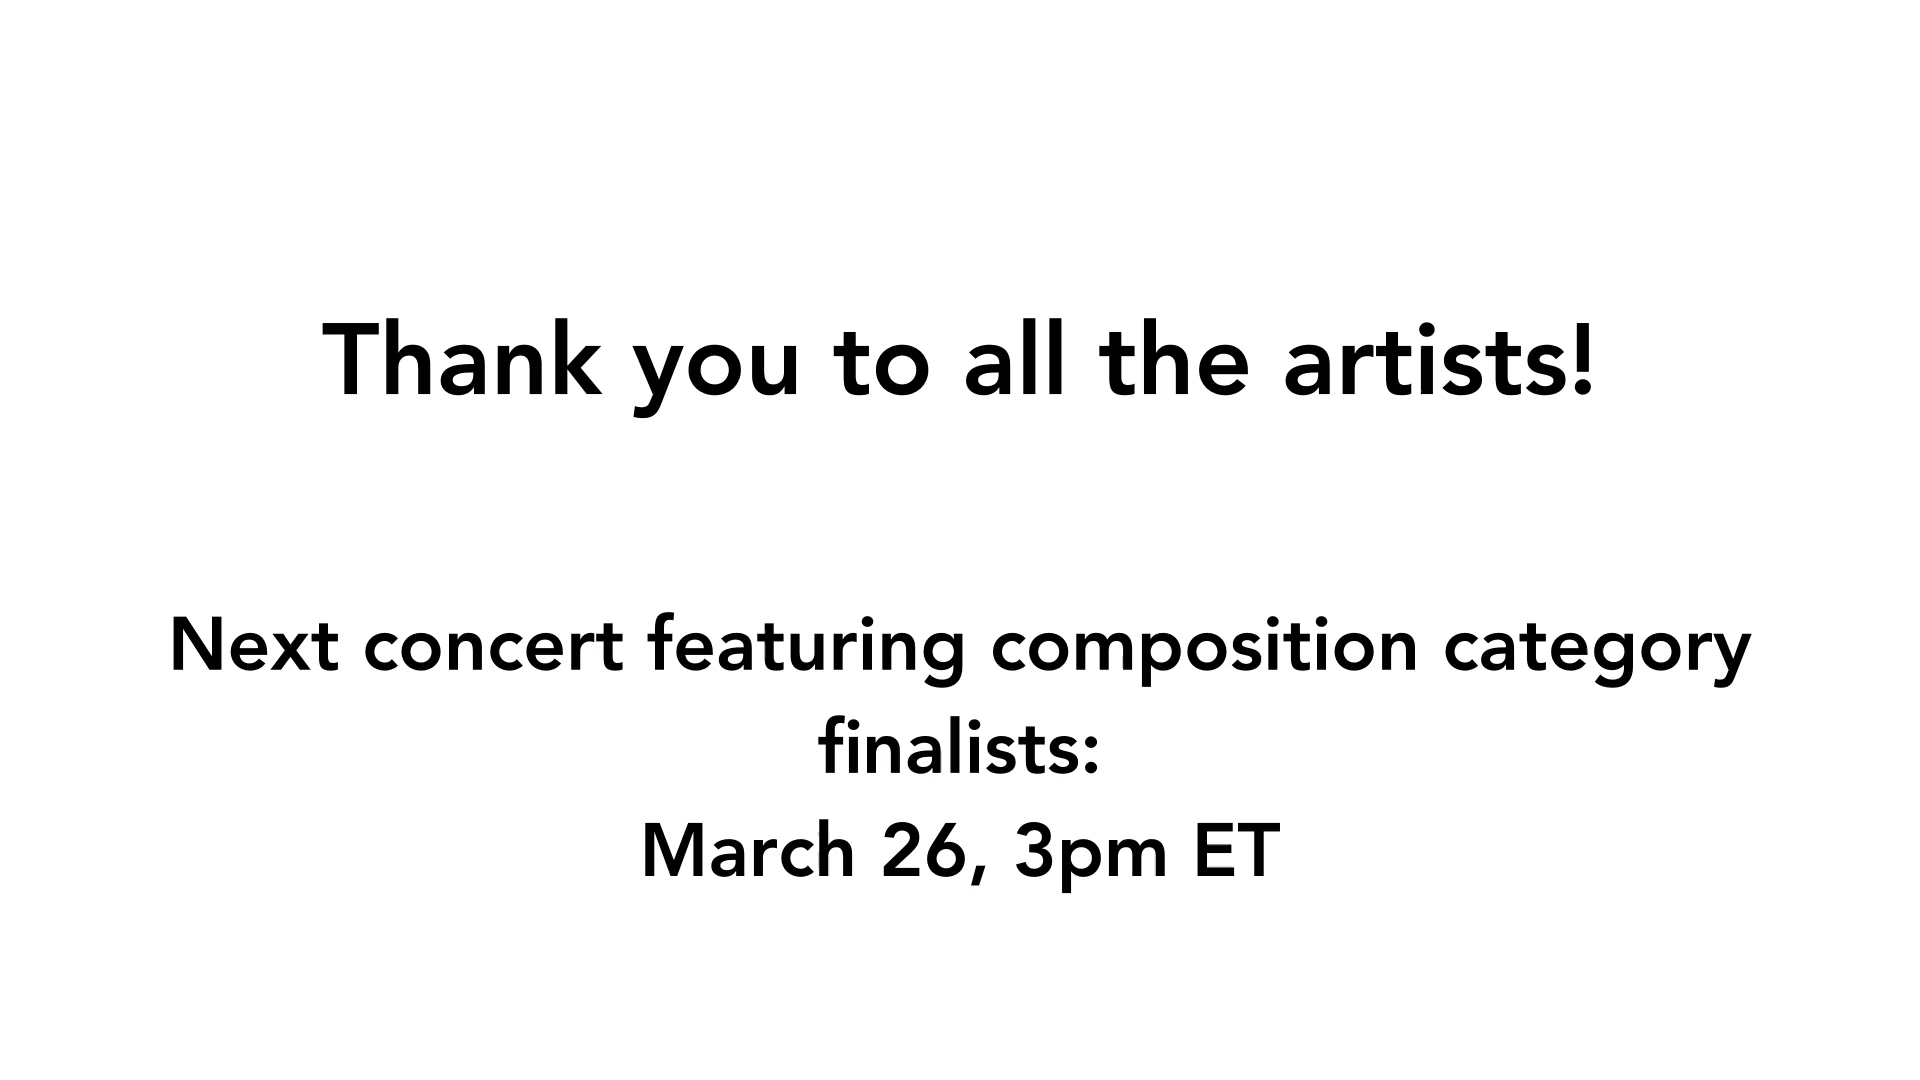 Thank you to all the artists!
Next concert featuring composition category
finalists:
March 26, 3pm ET